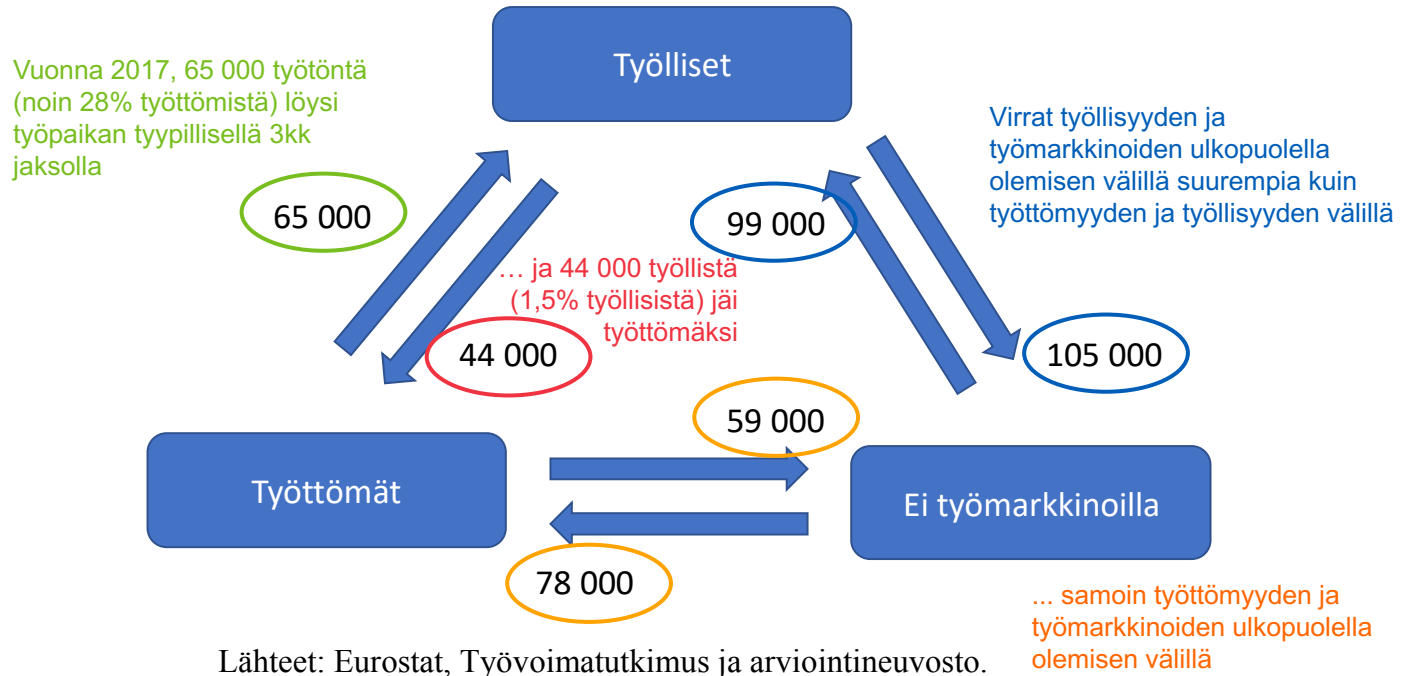 Työlliset
Vuonna 2017, 65 000 työtöntä
(noin 28% työttömistä) löysi
työpaikan tyypillisellä 3kk
jaksolla
Virrat työllisyyden ja
työmarkkinoiden ulkopuolella
olemisen välillä suurempia kuin
työttömyyden ja työllisyyden välillä
65 000
99 000
… ja 44 000 työllistä
(1,5% työllisistä) jäi
työttömäksi
44 000
105 000
59 000
Työttömät
Ei työmarkkinoilla
78 000
... samoin työttömyyden ja
työmarkkinoiden ulkopuolella
olemisen välillä
Lähteet: Eurostat, Työvoimatutkimus ja arviointineuvosto.